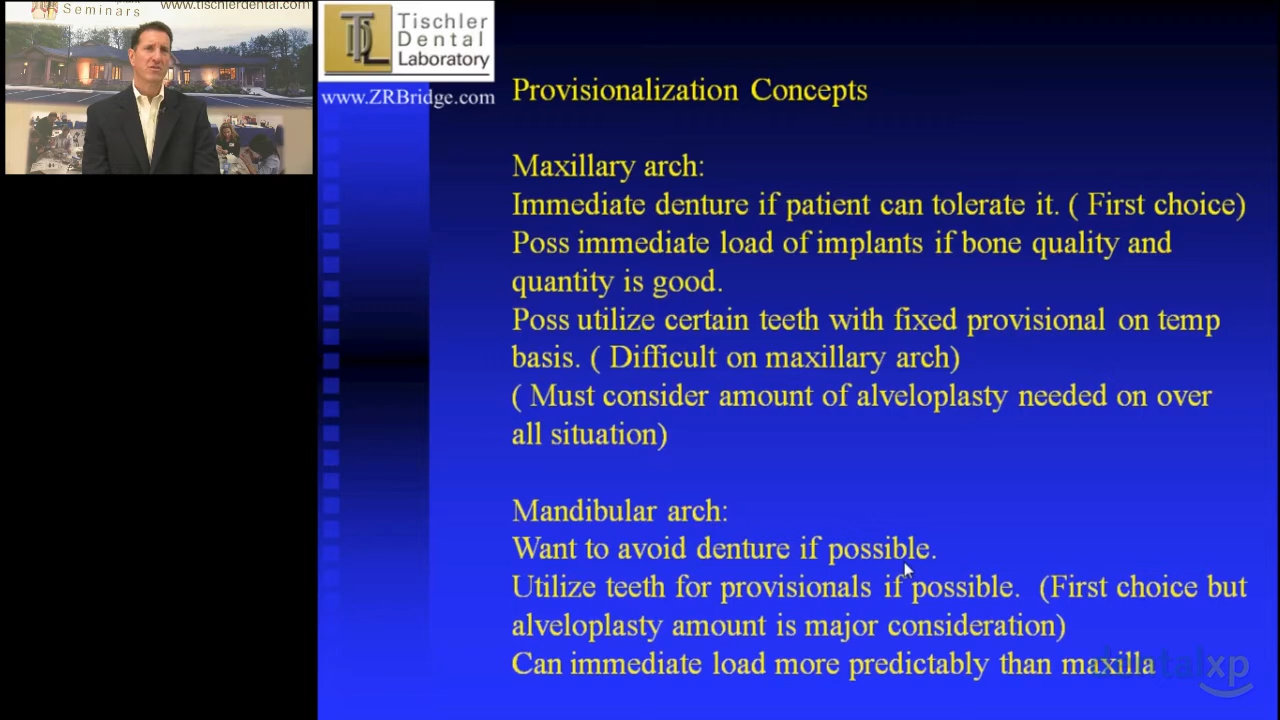 Seminars
www.tischlerdental.com
TDL
Tischler
Dental
Laboratory
www.ZRBridge.com
Provisionalization Concepts
Maxillary arch:
Immediate denture if patient can tolerate it. ( First choice)
Poss immediate load of implants if bone quality and
quantity is good.
Poss utilize certain teeth with fixed provisional on temp
basis. ( Difficult on maxillary arch)
( Must consider amount of alveloplasty needed on over
all situation)
Mandibular arch:
Want to avoid denture if possible.
Utilize teeth for provisionals if possible. (First choice but
alveloplasty amount is major consideration)
Can immediate load more predictably than maxilla
dentalxp